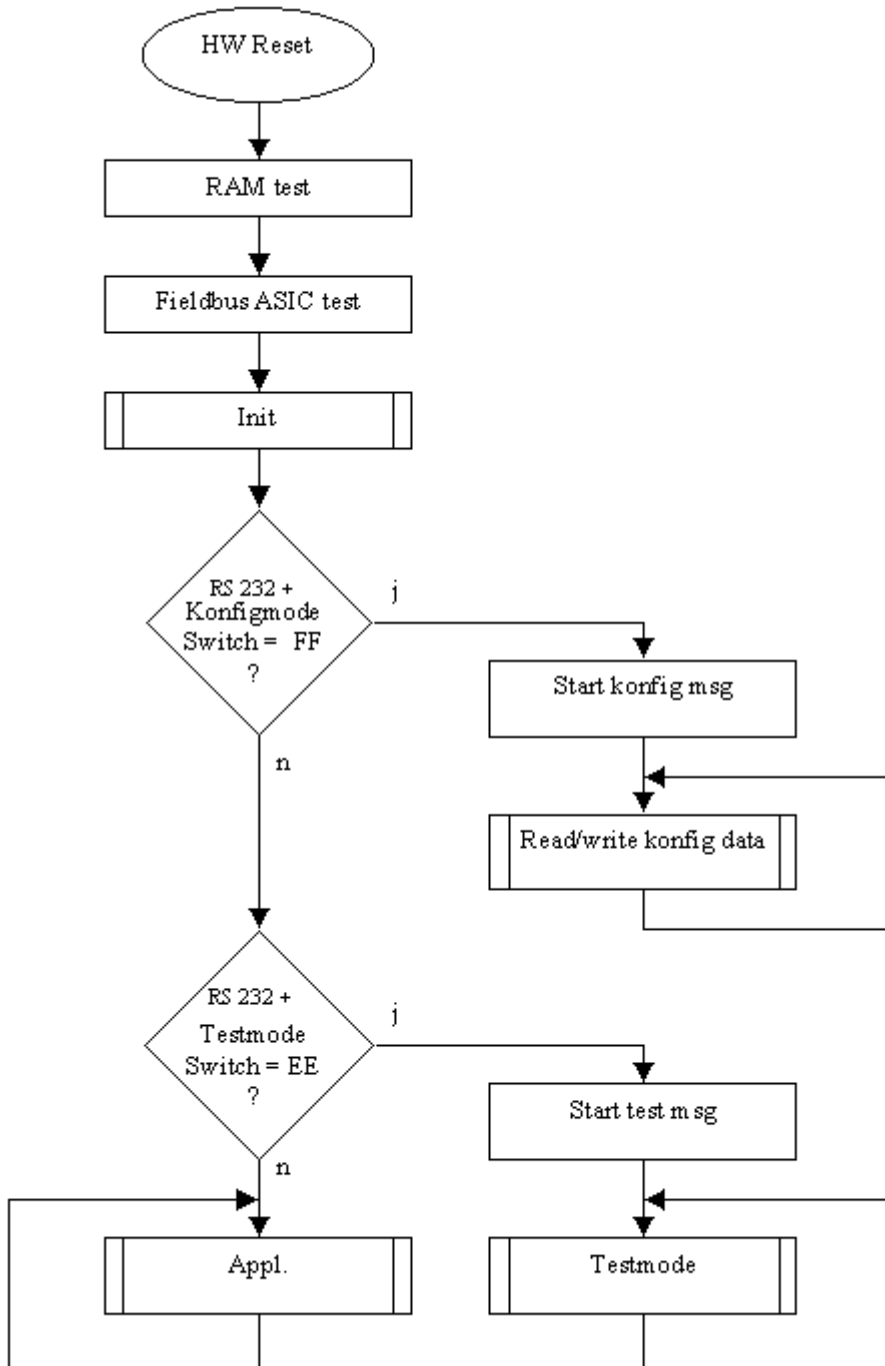 HW Reset
RAM test
Fieldbus ASIC test
Init
RS 232 +
Konfigmode
Switch = FF
?
j
Start konfig msg
n
Read/write konfig data
RS 232 +
Testmode
Switch = EE
?
j
Start test msg
n
Appl.
Testmode